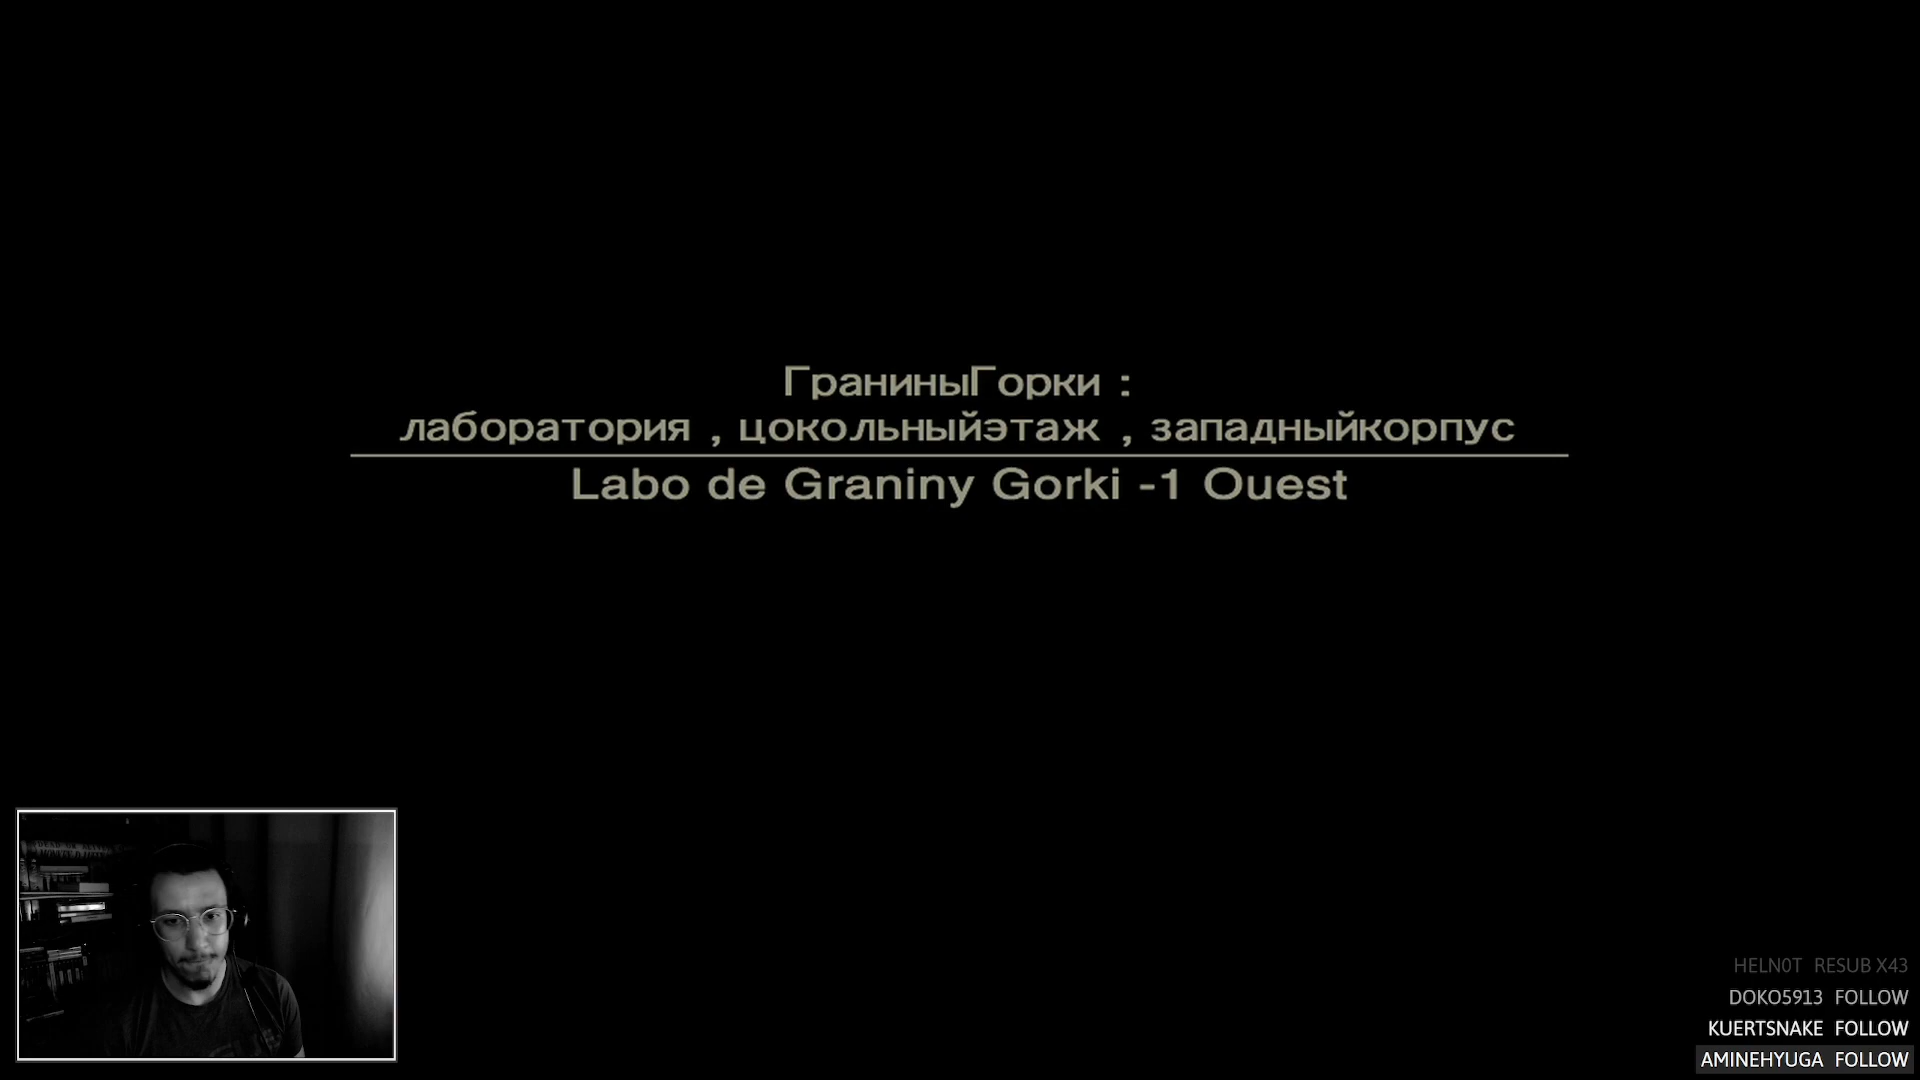 ГраниныГорки :
лаборатория , цокольныйэтаж , западныйкорпус
Labo de Graniny Gorki -1 Ouest
HELN0T RESUB X43
DOKO5913 FOLLOW
KUERTSNAKE FOLLOW
AMINEHYUGA FOLLOW